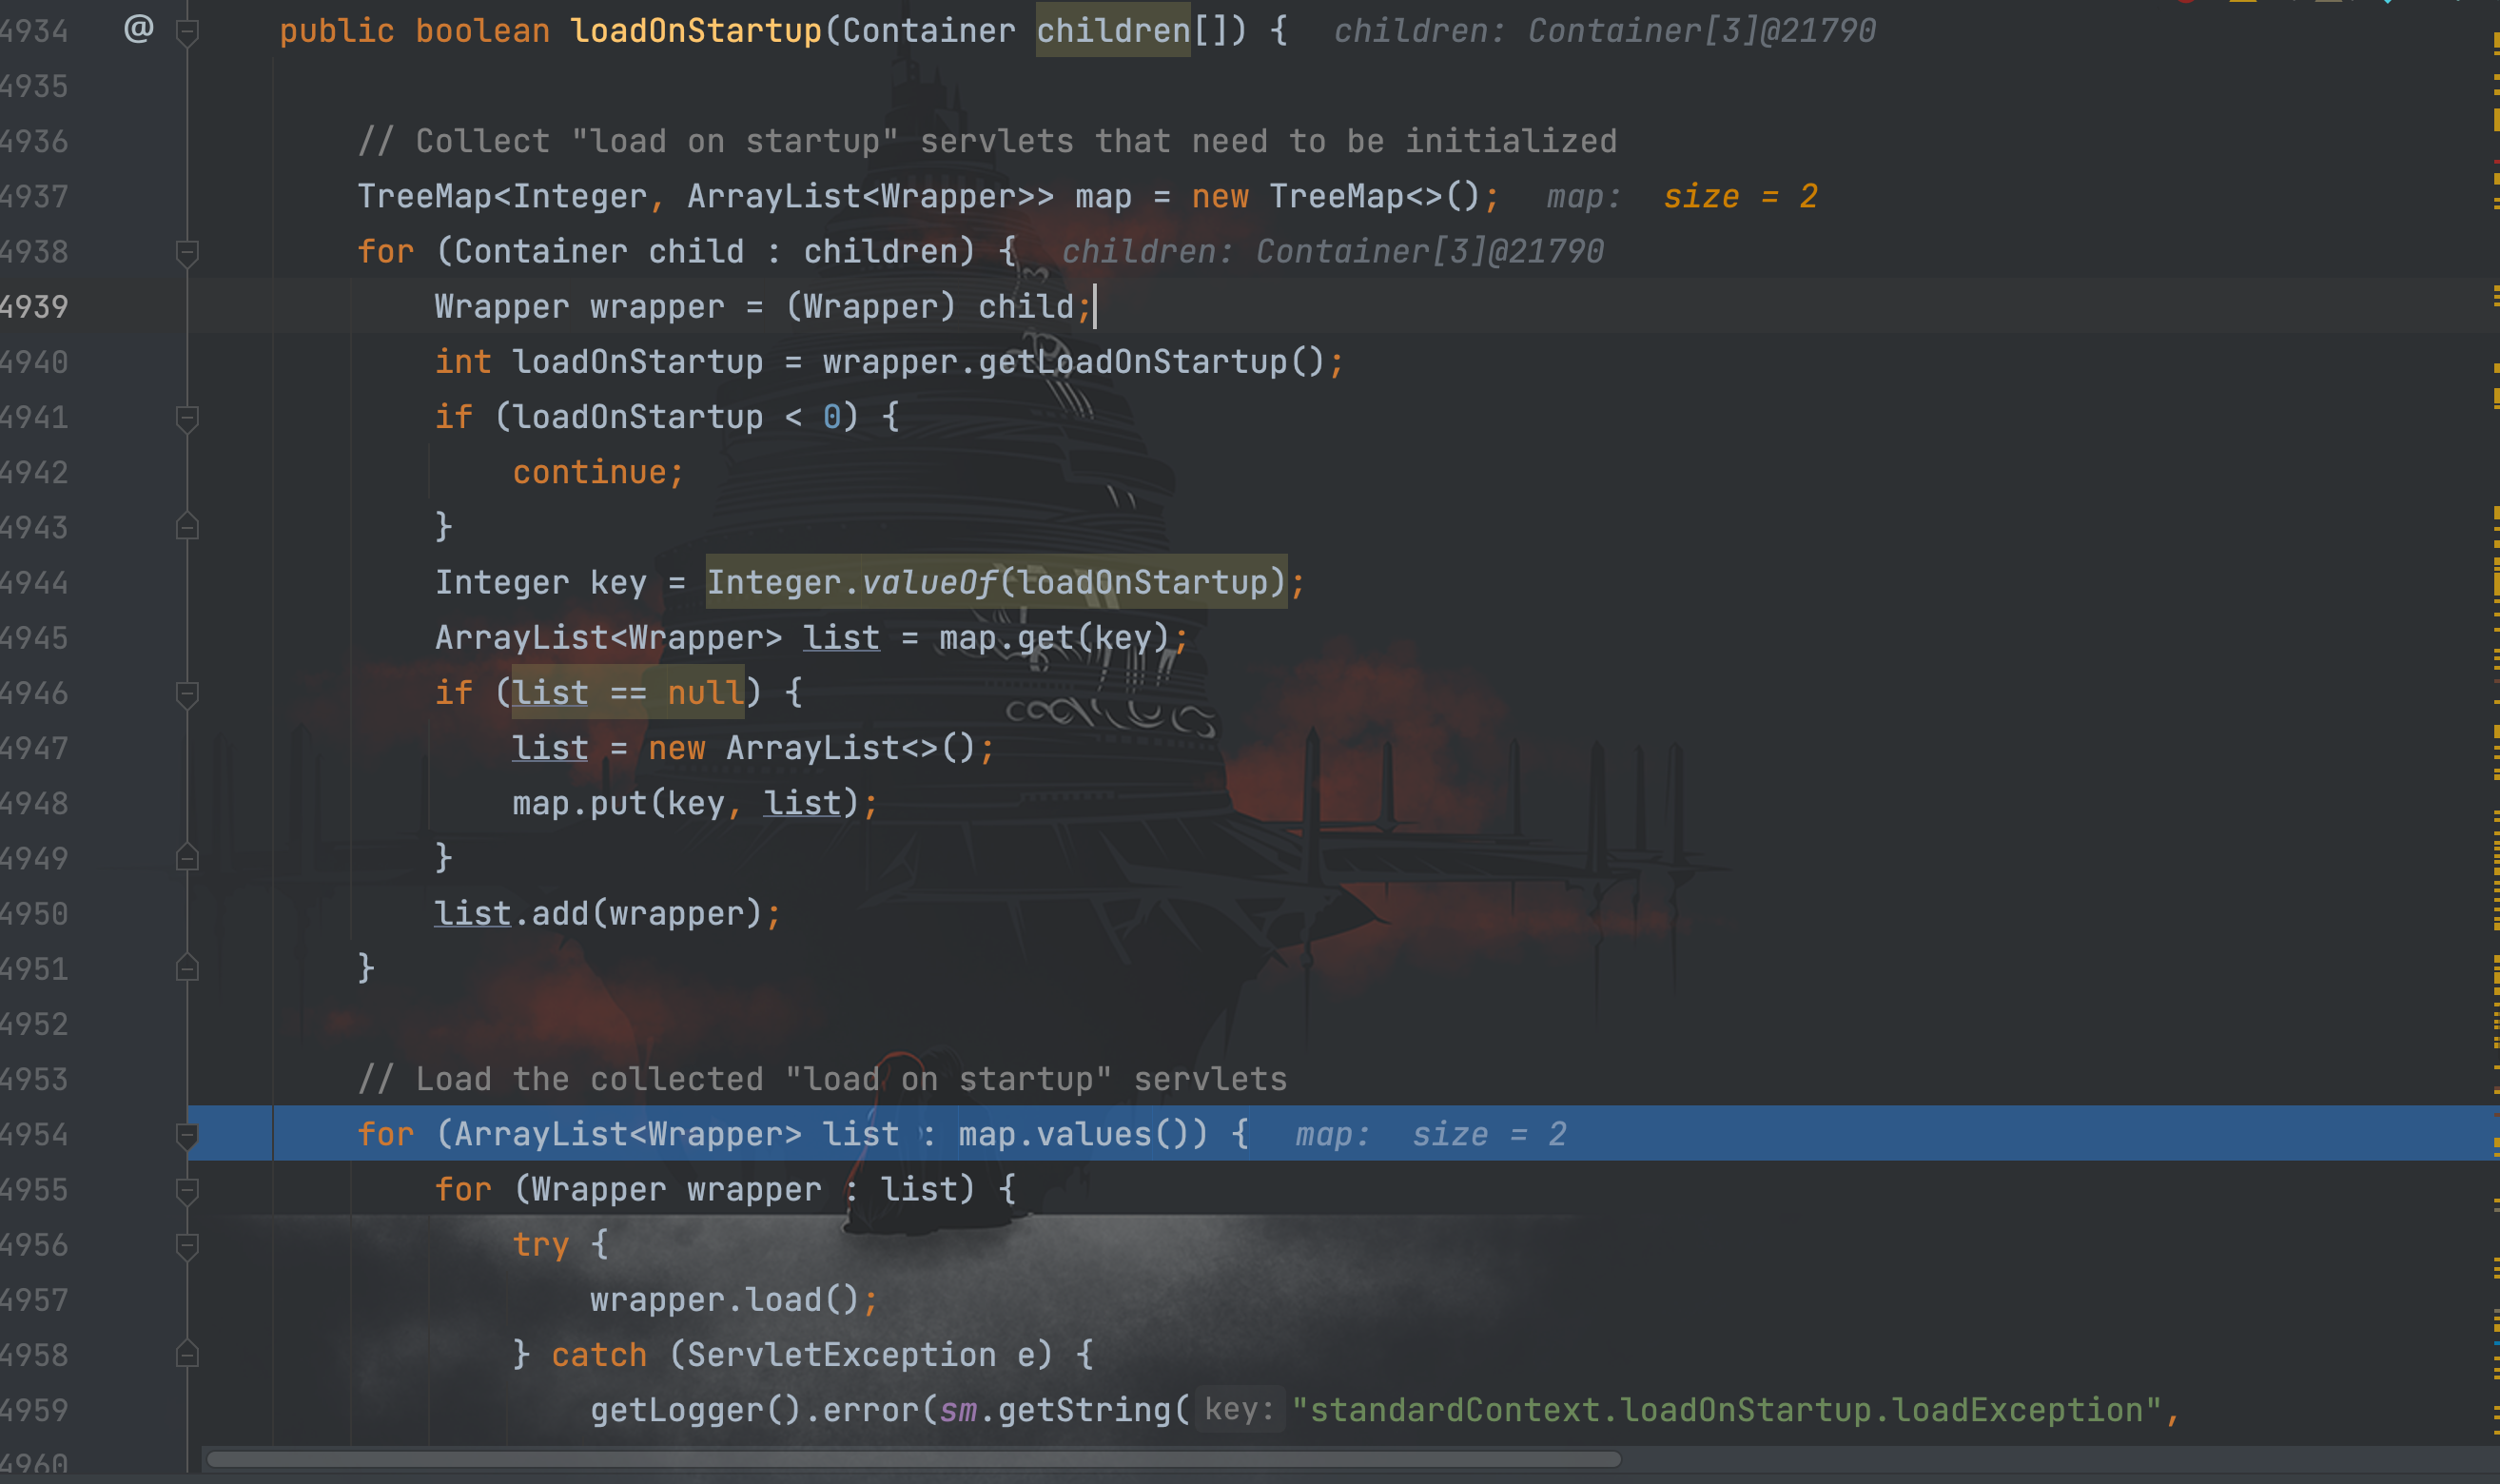 4934 @ public boolean loadOnStartup(Container children[]) { children: Container[3]@21790
4935
4936 // Collect "load on startup" servlets that need to be initialized
4937 TreeMap<Integer, ArrayList<Wrapper>> map = new TreeMap<>(); map: size = 2
4938 for (Container child : children) { children: Container[3]@21790
4939 Wrapper wrapper = (Wrapper) child;
4940 int loadOnStartup = wrapper.getLoadOnStartup();
4941 if (loadOnStartup < 0) {
4942 continue;
4943 }
4944 Integer key = Integer.valueOf(loadOnStartup);
4945 ArrayList<Wrapper> list = map.get(key);
4946 if (list == null) {
4947 list = new ArrayList<>();
4948 map.put(key, list);
4949 }
4950 list.add(wrapper);
4951 }
4952
4953 // Load the collected "load on startup" servlets
4954 for (ArrayList<Wrapper> list : map.values()) { map: size = 2
4955 for (Wrapper wrapper : list) {
4956 try {
4957 wrapper.load();
4958 } catch (ServletException e) {
4959 getLogger().error(sm.getString( key: "standardContext.loadOnStartup.loadException",
4960